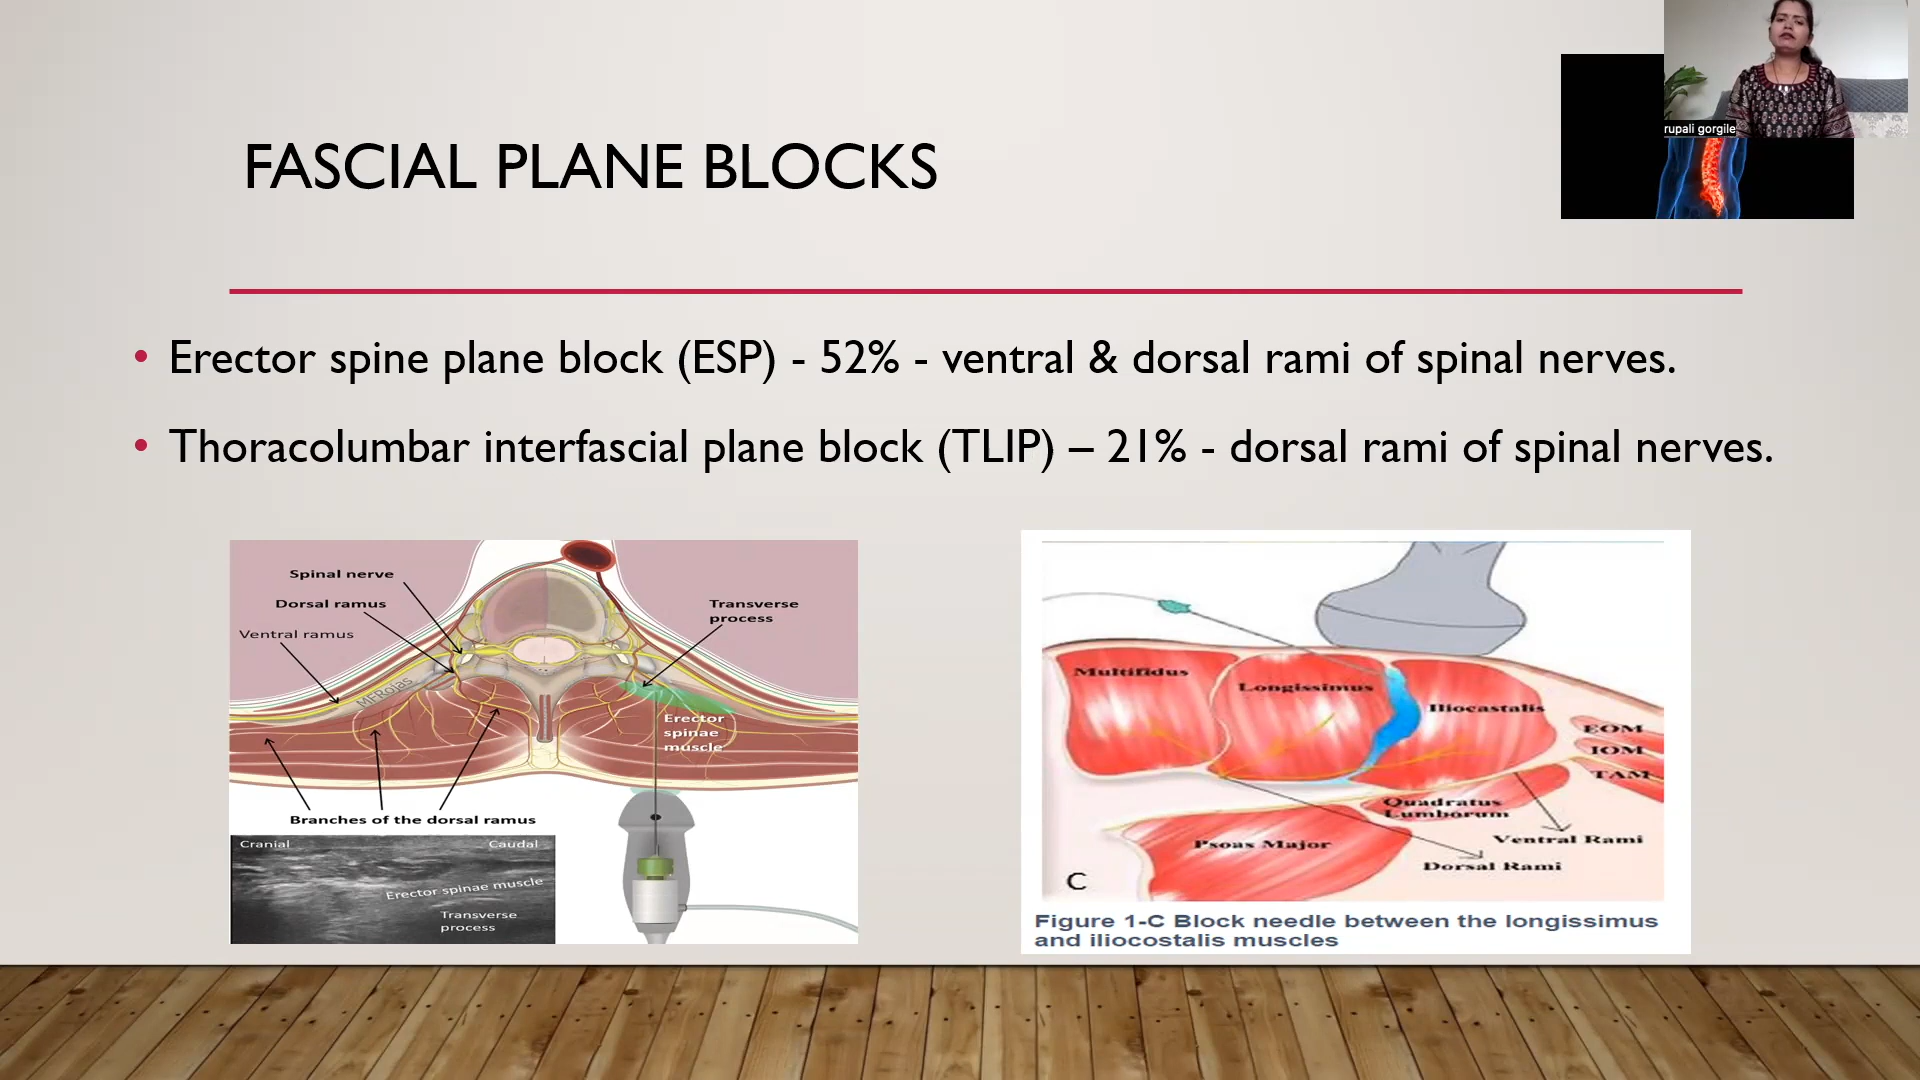 rupali gorgile
FASCIAL PLANE BLOCKS
• Erector spine plane block (ESP) - 52% - ventral & dorsal rami of spinal nerves.
• Thoracolumbar interfascial plane block (TLIP) – 21% - dorsal rami of spinal nerves.
Spinal nerve
Dorsal ramus
Ventral ramus
Transverse
process
MFRojas
Erector
spinae
muscle
Branches of the dorsal ramus
Cranial
Caudal
Erector spinae muscle
Transverse
process
Multifidus
Longissimus
Iliocastalis
EOM
IOM
TAM
Quadratus
Lumborum
Psoas Major
Ventral Rami
Dorsal Rami
C
Figure 1-C Block needle between the longissimus
and iliocostalis muscles